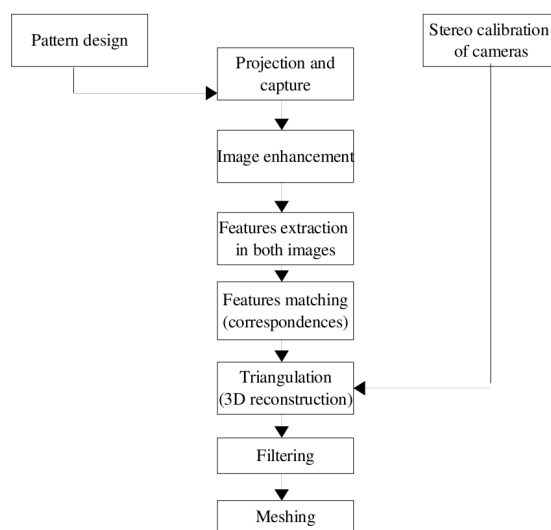 Pattern design
Stereo calibration
of cameras
Projection and
capture
Image enhancement
Features extraction
in both images
Features matching
(correspondences)
Triangulation
(3D reconstruction)
Filtering
Meshing